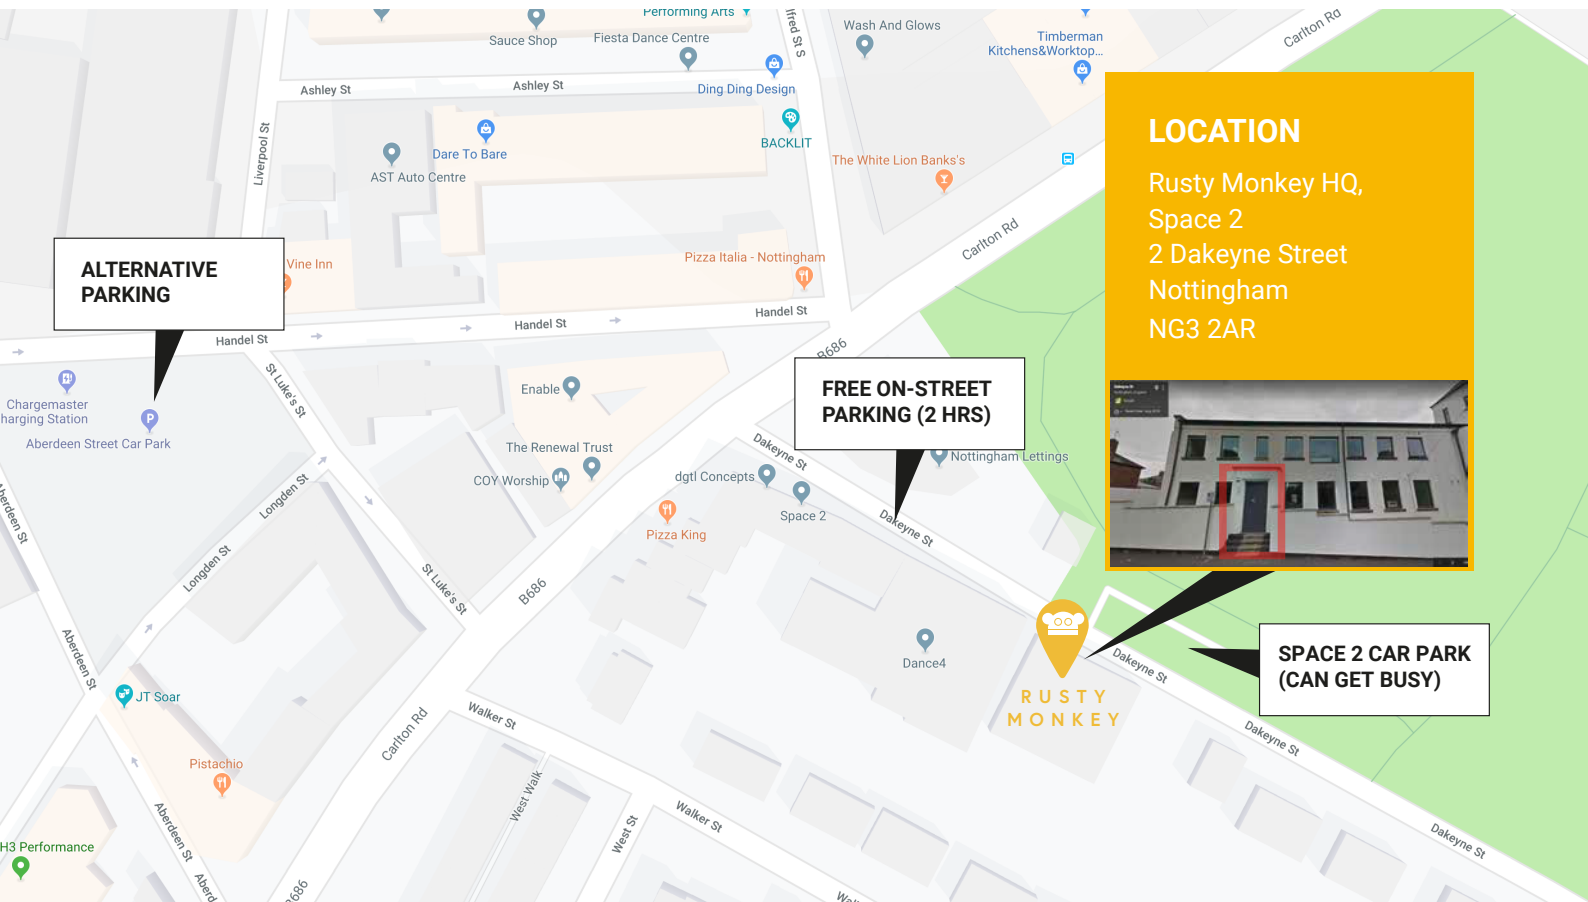 Performing Arts
Sauce Shop
Fiesta Dance Centre
lfred St S
Wash And Glows
Timberman
Kitchens&Worktop...
Carlton Rd
Ashley St
Ashley St
Ding Ding Design
Liverpool St
Dare To Bare
AST Auto Centre
BACKLIT
The White Lion Banks's
Carlton Rd
LOCATION
Rusty Monkey HQ,
Space 2
2 Dakeyne Street
Nottingham
NG3 2AR
ALTERNATIVE
PARKING
Vine Inn
Pizza Italia - Nottingham
Handel St
Handel St
Handel St
B686
St Luke's St
Enable
FREE ON-STREET
PARKING (2 HRS)
Chargemaster
harging Station
P
Aberdeen Street Car Park
The Renewal Trust
COY Worship
Dakeyne St
dgtl Concepts
Space 2
Nottingham Lettings
Pizza King
Dakeyne St
Aberdeen St
Longden St
Longden St
St Luke's St
B686
Aberdeen St
Dance4
RUSTY
MONKEY
Dakeyne St
SPACE 2 CAR PARK
(CAN GET BUSY)
JT Soar
Walker St
Carlton Rd
Dakeyne St
Pistachio
West Walk
Walker St
West St
Aberdeen St
Dakeyne St
H3 Performance
Aberd
B686
Wal